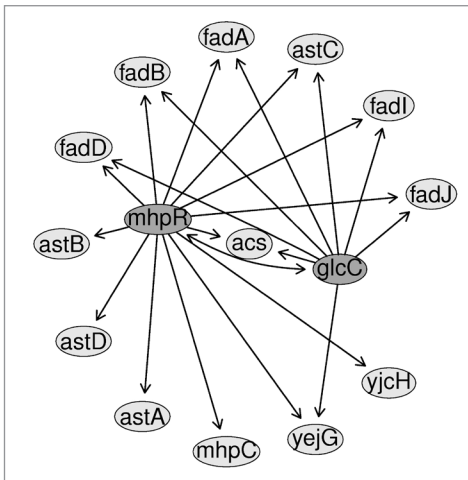 fadA
astC
fadB
fadI
fadD
fadJ
mhpR
astB
acs
glcC
astD
yjcH
astA
yejG
mhpC